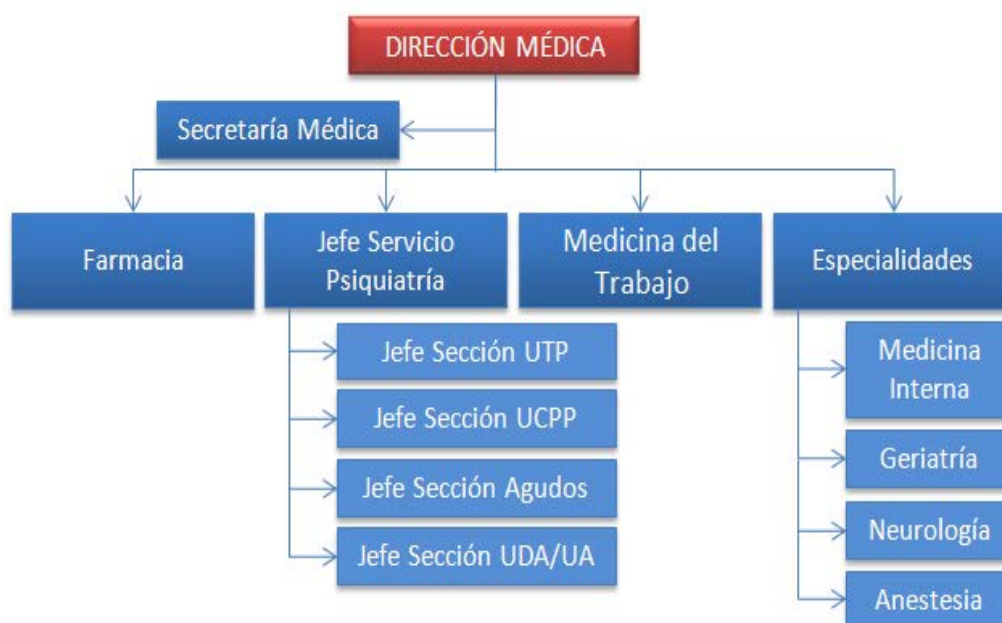 DIRECCIÓN MÉDICA
Secretaría Médica
Farmacia
Jefe Servicio
Psiquiatría
Medicina del
Trabajo
Especialidades
Jefe Sección UTP
Jefe Sección UCPP
Jefe Sección Agudos
Jefe Sección UDA/UA
Medicina
Interna
Geriatría
Neurología
Anestesia